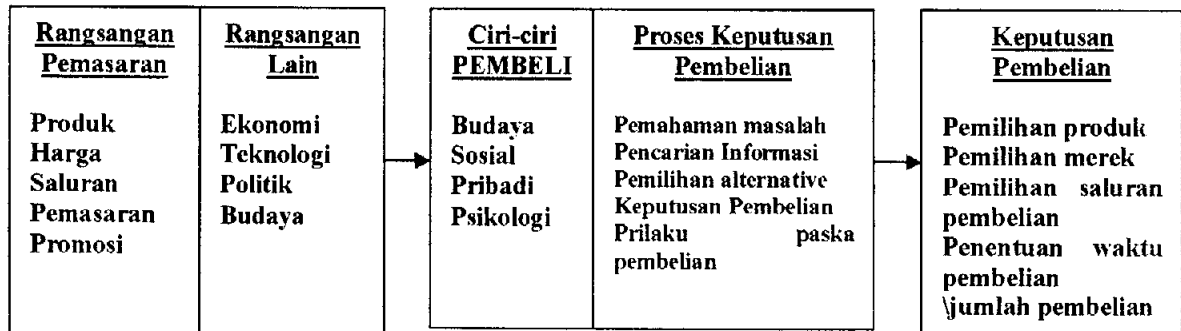 Rangsangan
Pemasaran
Produk
Harga
Saluran
Pemasaran
Promosi
Rangsangan
Lain
Ekonomi
Teknologi
Politik
Budaya
Ciri-ciri
PEMBELI
Budaya
Sosial
Pribadi
Psikologi
Proses Keputusan
Pembelian
Pemahaman masalah
Pencarian Informasi
Pemilihan alternative
Keputusan Pembelian
Prilaku paska
pembelian
Keputusan
Pembelian
Pemilihan produk
Pemilihan merek
Pemilihan saluran
pembelian
Penentuan waktu
pembelian
\jumlah pembelian